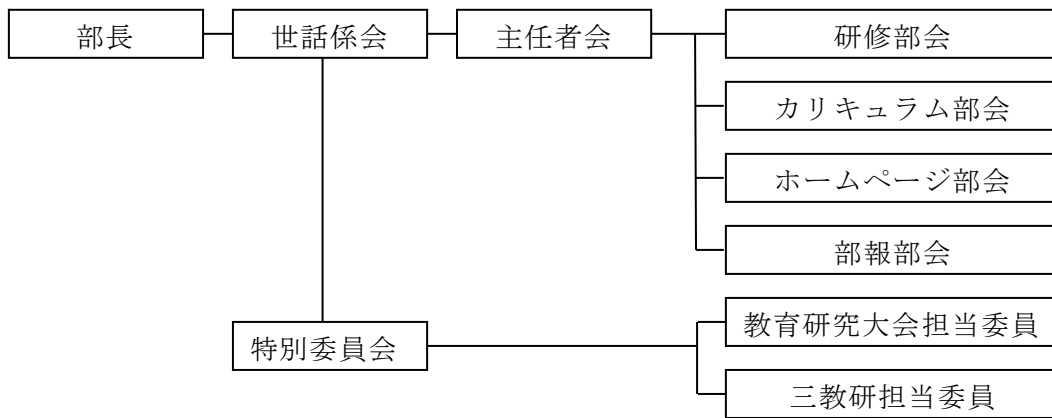 部長
世話係会
主任者会
研修部会
カリキュラム部会
ホームページ部会
部報部会
特別委員会
教育研究大会担当委員
三教研担当委員